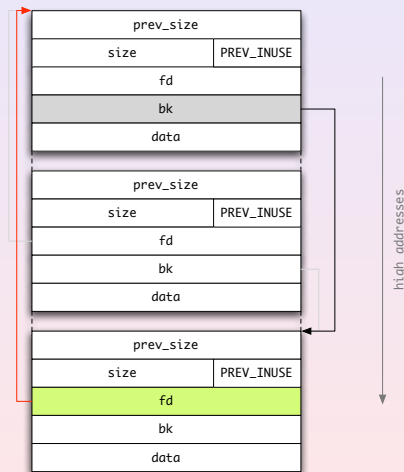 prev_size
size PREV_INUSE
fd
bk
data
prev_size
size PREV_INUSE
fd
bk
data
prev_size
size PREV_INUSE
fd
bk
data
high addresses